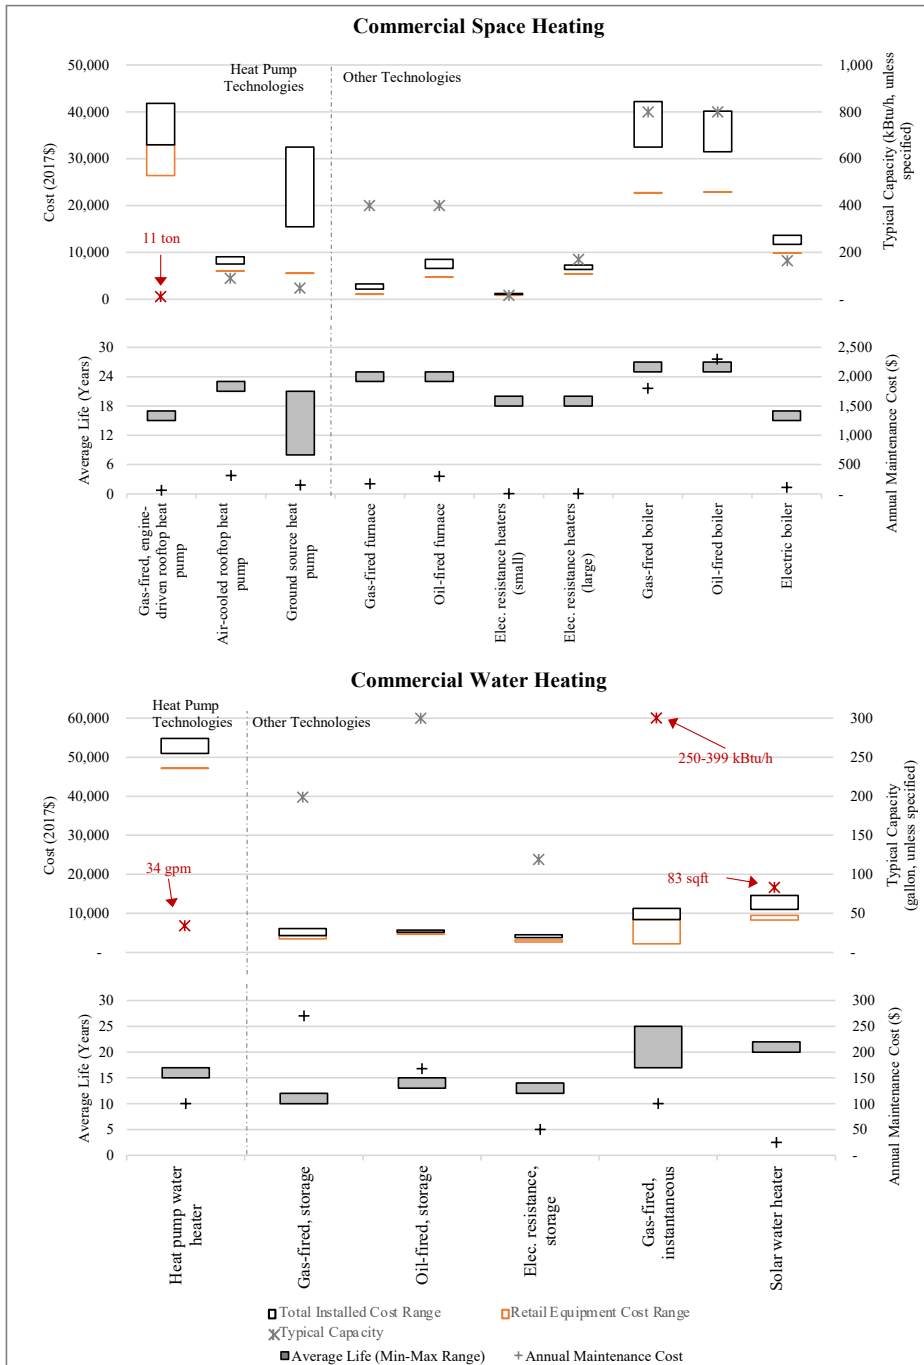 Commercial Space Heating
Heat Pump
Technologies
Other Technologies
50,000
40,000
30,000
20,000
10,000
0
Cost (2017$)
1,000
800
600
400
200
-
Typical Capacity (kBtu/h, unless
specified)
11 ton
30
24
18
12
6
0
Average Life (Years)
2,500
2,000
1,500
1,000
500
-
Annual Maintenance Cost ($)
Gas-fired, engine-
driven rooftop heat
pump
Air-cooled rooftop heat
pump
Ground source heat
pump
Gas-fired furnace
Oil-fired furnace
Elec. resistance heaters
(small)
Elec. resistance heaters
(large)
Gas-fired boiler
Oil-fired boiler
Electric boiler
Commercial Water Heating
Heat Pump
Technologies
Other Technologies
60,000
50,000
40,000
30,000
20,000
10,000
-
Cost (2017$)
300
250
200
150
100
50
-
Typical Capacity
(gallon, unless specified)
34 gpm
250-399 kBtu/h
83 sqft
30
25
20
15
10
5
0
Average Life (Years)
300
250
200
150
100
50
-
Annual Maintenance Cost ($)
Heat pump water
heater
Gas-fired, storage
Oil-fired, storage
Elec. resistance,
storage
Gas-fired,
instantaneous
Solar water heater
Total Installed Cost Range
Retail Equipment Cost Range
Typical Capacity
Average Life (Min-Max Range)
Annual Maintenance Cost